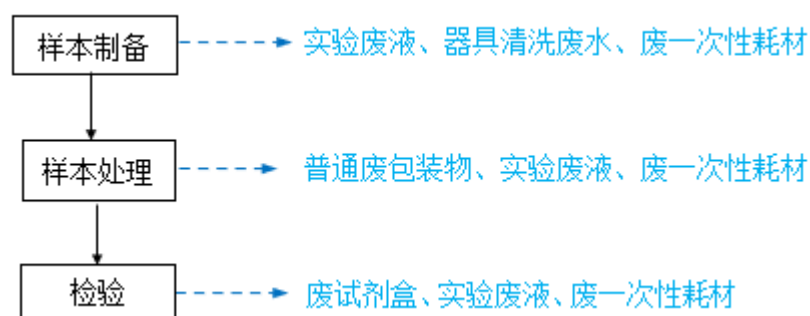 样本制备 实验废液、器具清洗废水、废一次性耗材
样本处理 普通废包装物、实验废液、废一次性耗材
检验 废试剂盒、实验废液、废一次性耗材